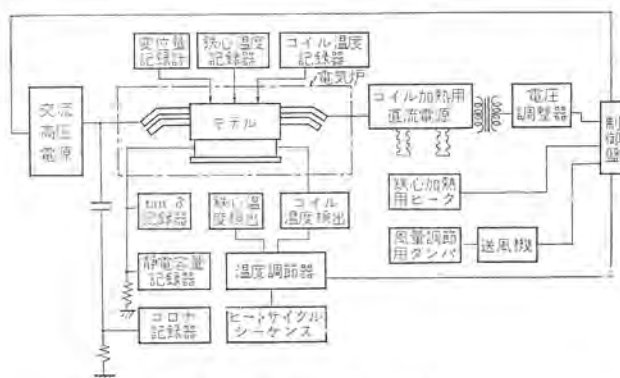 変位量
記録計
鉄心温度
記録器
コイル温度
記録器
電気炉
交流
高圧
電原
モデル
コイル加熱用
直流電源
電圧
調整器
制御盤
鉄心加熱
用ヒータ
tan δ
記録器
鉄心温
度検出
コイル
温度検出
風量調節
用ダンパ
送風機
静電容量
記録器
温度調節器
コロナ
記録器
ヒートサイクル
シーケンス